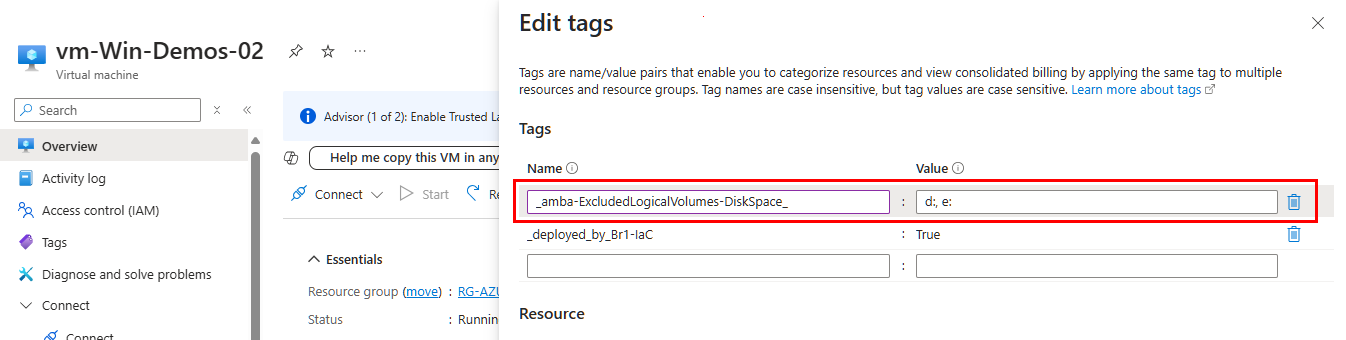 vm-Win-Demos-02
Virtual machine
Search
Overview
Activity log
Access control (IAM)
Tags
Diagnose and solve problems
Connect
Connect
Advisor (1 of 2): Enable Trusted La
Help me copy this VM in any
Connect
Start
Re
Essentials
Resource group (move) : RG-AZU
Status : Runnin
Edit tags
Tags are name/value pairs that enable you to categorize resources and view consolidated billing by applying the same tag to multiple
resources and resource groups. Tag names are case insensitive, but tag values are case sensitive. Learn more about tags
Tags
Name Value
_amba-ExcludedLogicalVolumes-DiskSpace_ : d:, e:
_deployed_by_Br1-IaC : True
:
Resource